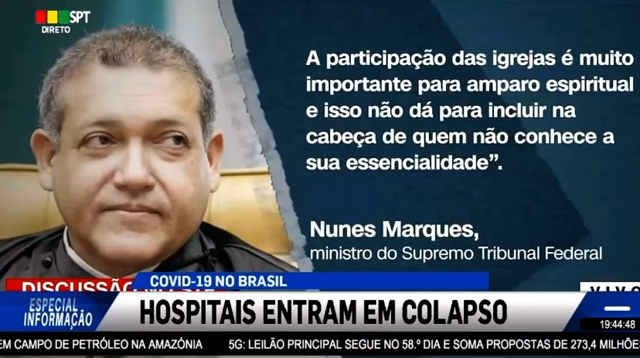 SPT
DIRETO
A participação das igrejas é muito
importante para amparo espiritual
e isso não dá para incluir na
cabeça de quem não conhece a
sua essencialidade”.
Nunes Marques,
ministro do Supremo Tribunal Federal
COVID-19 NO BRASIL
ESPECIAL
INFORMAÇÃO
HOSPITAIS ENTRAM EM COLAPSO
19:44:48
EM CAMPO DE PETRÓLEO NA AMAZÓNIA 5G: LEILÃO PRINCIPAL SEGUE NO 58.º DIA E SOMA PROPOSTAS DE 273,4 MILHÕE